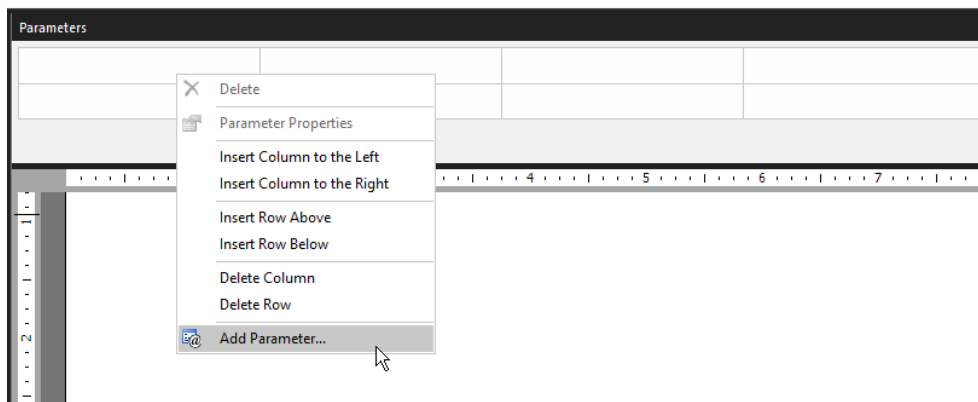 Parameters
Delete
Parameter Properties
Insert Column to the Left
Insert Column to the Right
Insert Row Above
Insert Row Below
Delete Column
Delete Row
Add Parameter...
4 5 6 7
1
2